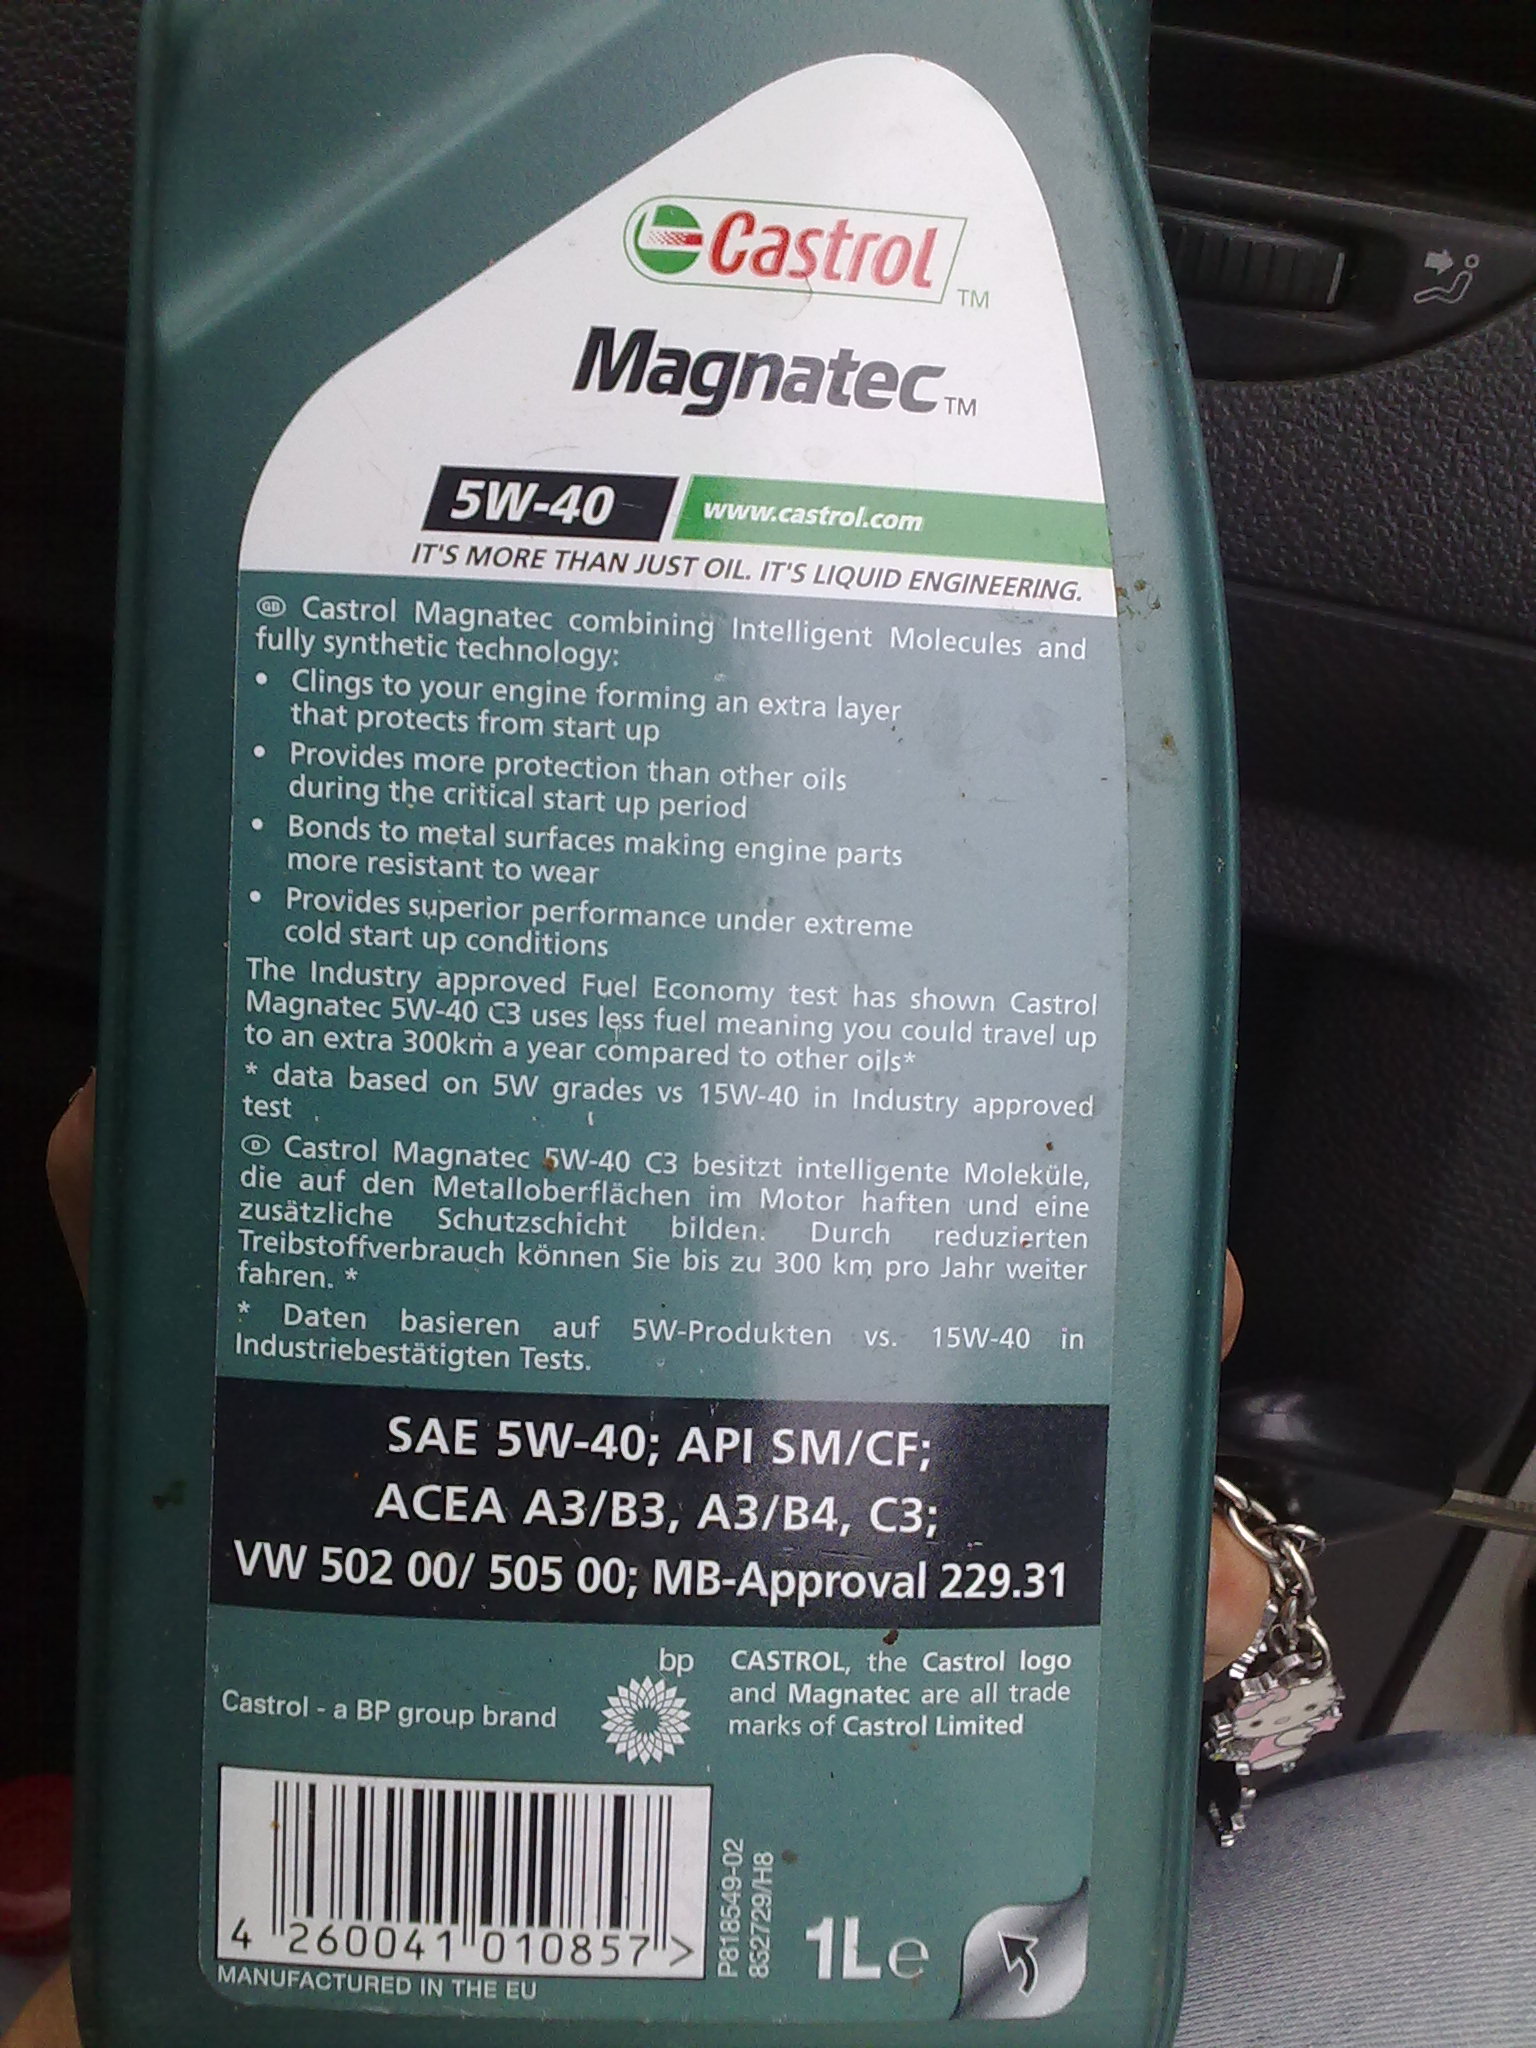 Castrol TM
Magnatec TM
5W-40 www.castrol.com
IT'S MORE THAN JUST OIL. IT'S LIQUID ENGINEERING.
GB Castrol Magnatec combining Intelligent Molecules and
fully synthetic technology:
• Clings to your engine forming an extra layer
that protects from start up
• Provides more protection than other oils
during the critical start up period
• Bonds to metal surfaces making engine parts
more resistant to wear
• Provides superior performance under extreme
cold start up conditions
The Industry approved Fuel Economy test has shown Castrol
Magnatec 5W-40 C3 uses less fuel meaning you could travel up
to an extra 300km a year compared to other oils*
* data based on 5W grades vs 15W-40 in Industry approved
test
D Castrol Magnatec 5W-40 C3 besitzt intelligente Moleküle,
die auf den Metalloberflächen im Motor haften und eine
zusätzliche Schutzschicht bilden. Durch reduzierten
Treibstoffverbrauch können Sie bis zu 300 km pro Jahr weiter
fahren. *
* Daten basieren auf 5W-Produkten vs. 15W-40 in
Industriebestätigten Tests.
SAE 5W-40; API SM/CF;
ACEA A3/B3, A3/B4, C3;
VW 502 00/ 505 00; MB-Approval 229.31
Castrol - a BP group brand
bp
CASTROL, the Castrol logo
and Magnatec are all trade
marks of Castrol Limited
4 260041 010857 >
P818549-02
852729/H8
1L e
MANUFACTURED IN THE EU